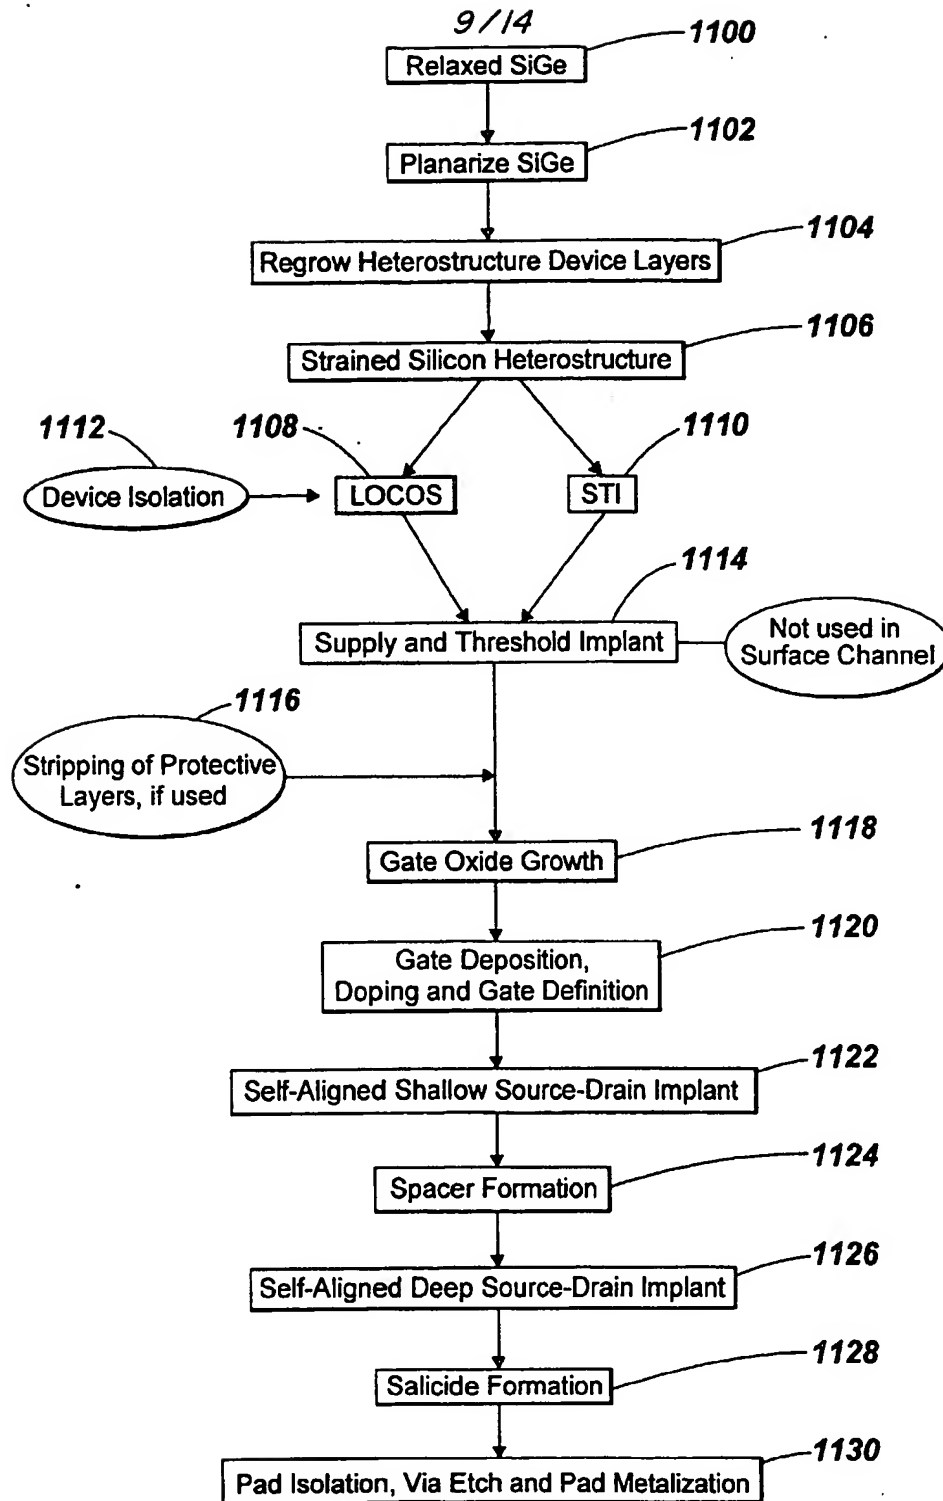 9/14
1100
Relaxed SiGe
1102
Planarize SiGe
1104
Regrow Heterostructure Device Layers
1106
Strained Silicon Heterostructure
1112
1108
1110
Device Isolation
LOCOS
STI
1114
Supply and Threshold Implant
Not used in
Surface Channel
1116
Stripping of Protective
Layers, if used
1118
Gate Oxide Growth
1120
Gate Deposition,
Doping and Gate Definition
1122
Self-Aligned Shallow Source-Drain Implant
1124
Spacer Formation
1126
Self-Aligned Deep Source-Drain Implant
1128
Salicide Formation
1130
Pad Isolation, Via Etch and Pad Metalization